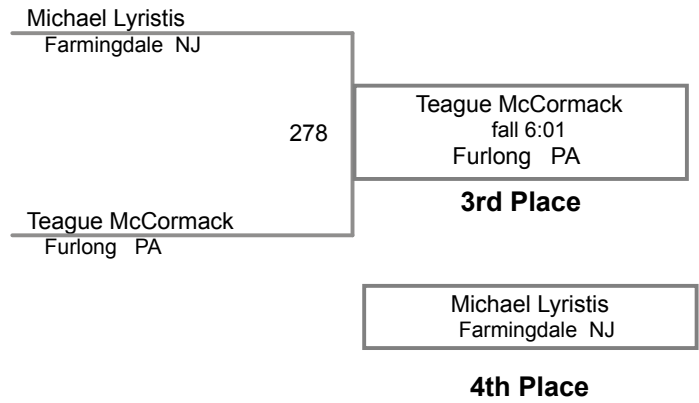 Michael Lyristis
Farmingdale NJ
278
Teague McCormack
fall 6:01
Furlong PA
3rd Place
Teague McCormack
Furlong PA
Michael Lyristis
Farmingdale NJ
4th Place